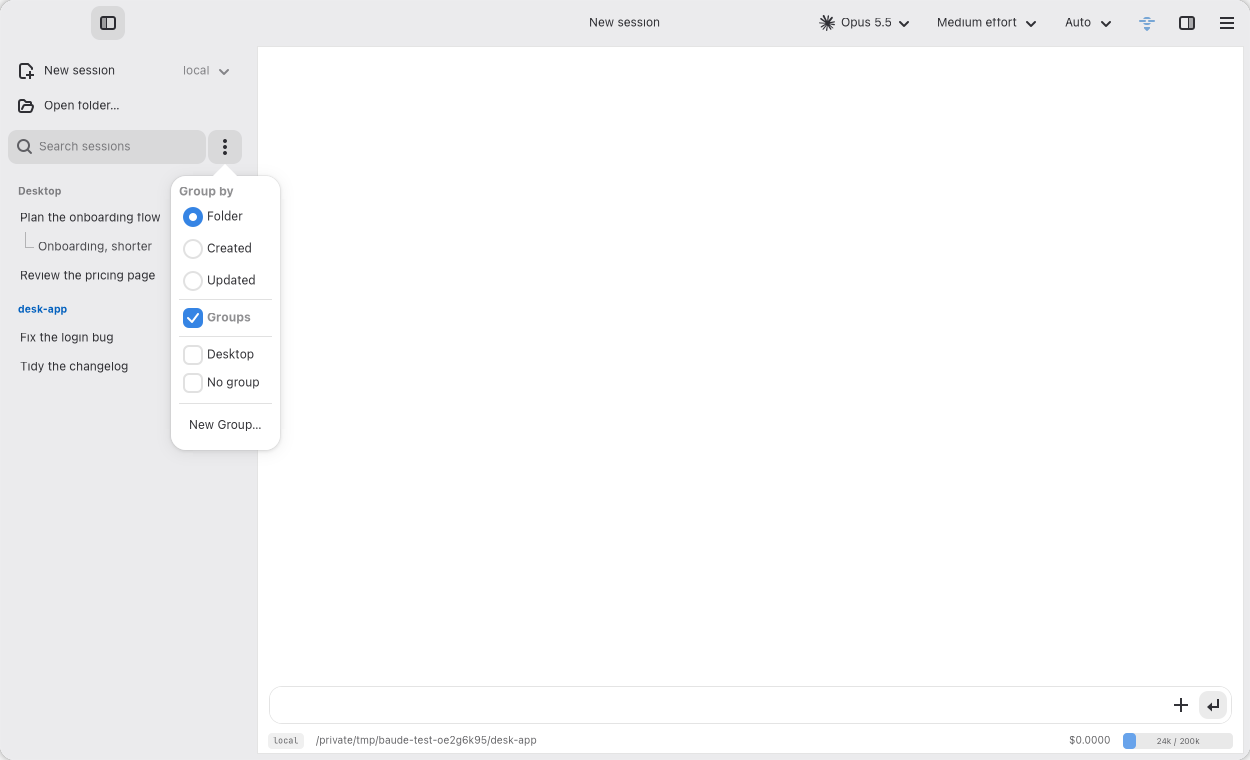 New session
Opus 5.5
Medium effort
Auto
New session
local
Open folder...
Search sessions
Desktop
Plan the onboarding flow
Onboarding, shorter
Review the pricing page
desk-app
Fix the login bug
Tidy the changelog
Group by
Folder
Created
Updated
Groups
Desktop
No group
New Group...
local
/private/tmp/baude-test-oe2g6k95/desk-app
$0.0000
24k / 200k